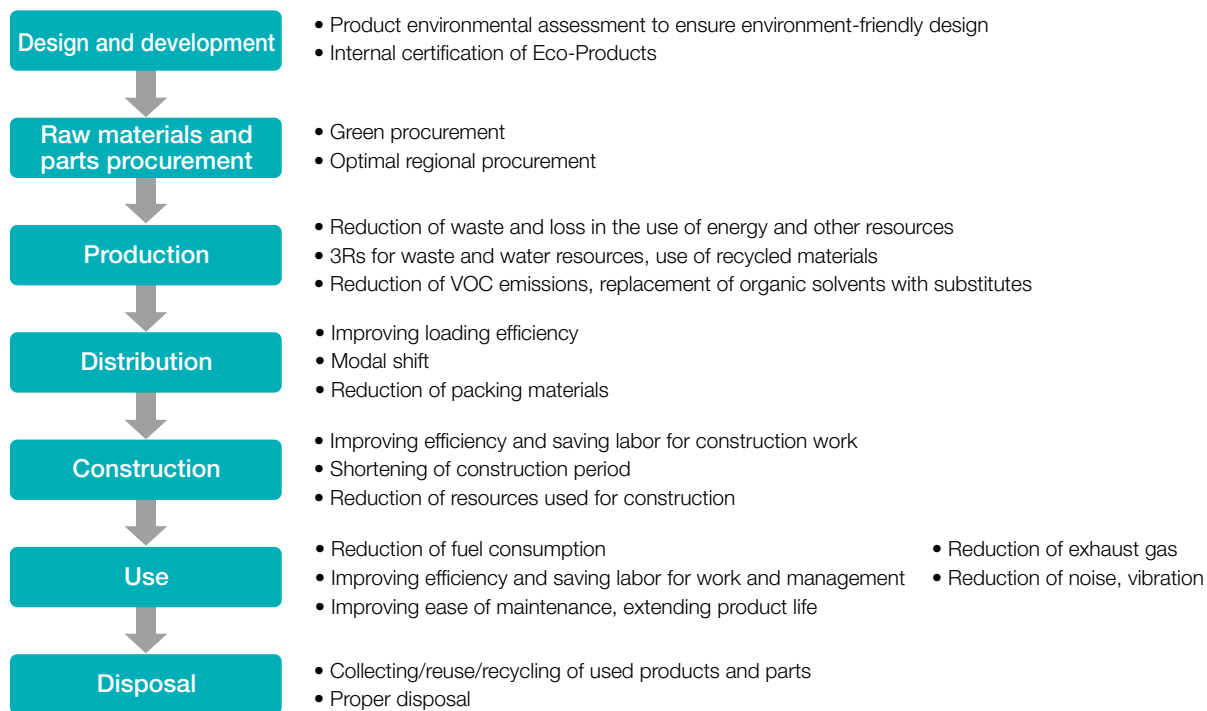 Design and development
• Product environmental assessment to ensure environment-friendly design
• Internal certification of Eco-Products
Raw materials and
parts procurement
• Green procurement
• Optimal regional procurement
Production
• Reduction of waste and loss in the use of energy and other resources
• 3Rs for waste and water resources, use of recycled materials
• Reduction of VOC emissions, replacement of organic solvents with substitutes
Distribution
• Improving loading efficiency
• Modal shift
• Reduction of packing materials
Construction
• Improving efficiency and saving labor for construction work
• Shortening of construction period
• Reduction of resources used for construction
Use
• Reduction of fuel consumption
• Improving efficiency and saving labor for work and management
• Improving ease of maintenance, extending product life
• Reduction of exhaust gas
• Reduction of noise, vibration
Disposal
• Collecting/reuse/recycling of used products and parts
• Proper disposal